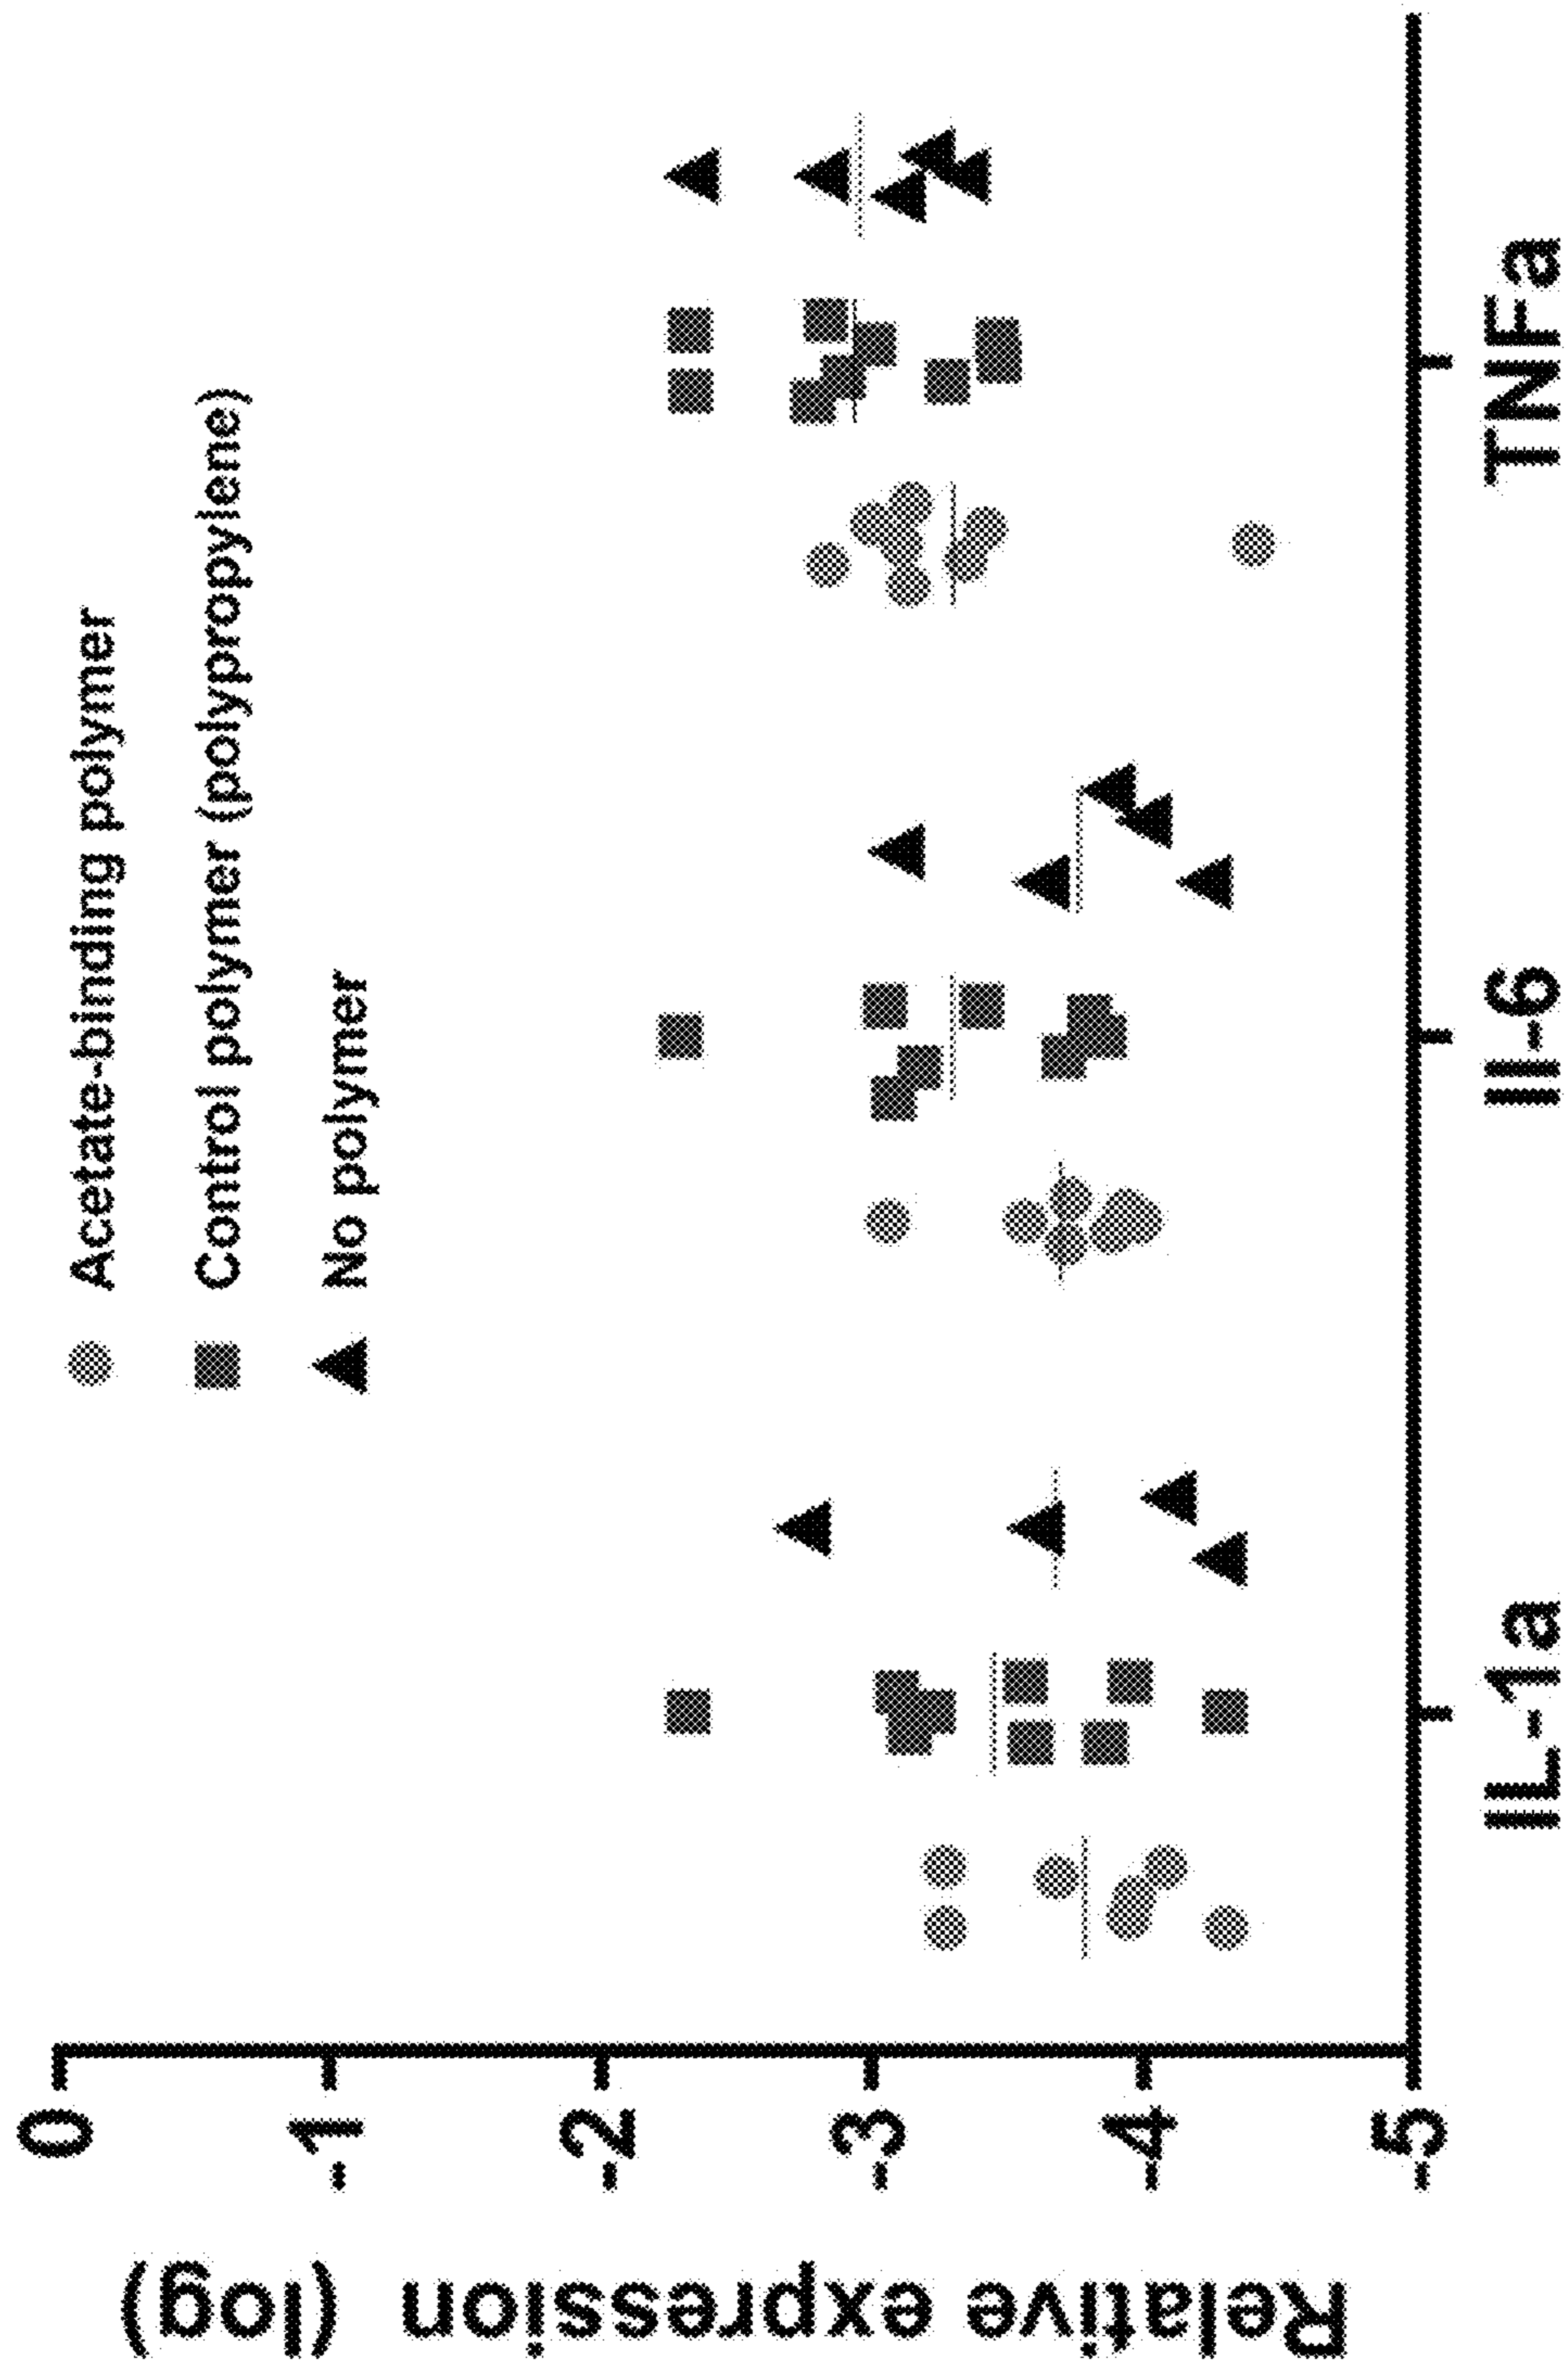 Acetate-binding polymer
Control polymer (polypropylene)
No polymer
Relative expression (log)
0
-1
-2
-3
-4
-5
IL-1a
Il-6
TNFa